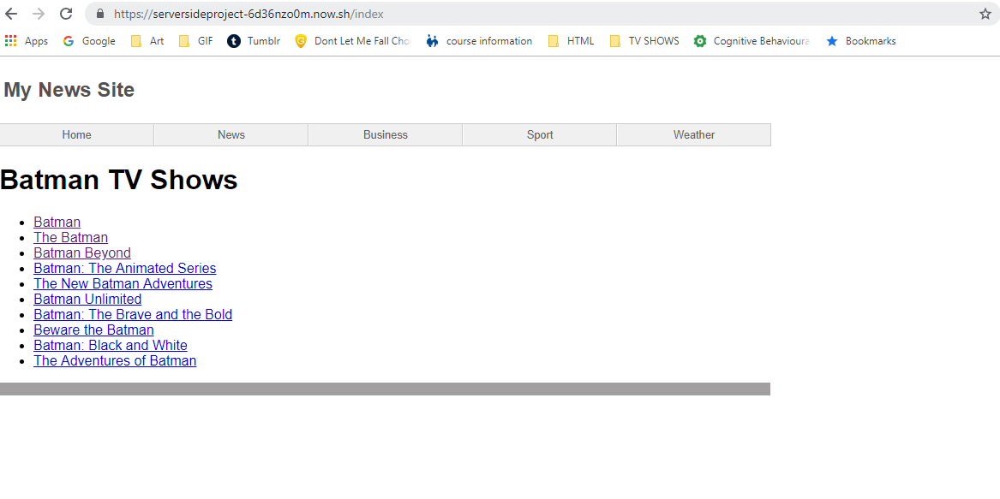 https://serversideproject-6d36nzo0m.now.sh/index
Apps Google Art GIF Tumblr Dont Let Me Fall Cho course information HTML TV SHOWS Cognitive Behavioura Bookmarks
My News Site
Home News Business Sport Weather
Batman TV Shows
Batman
The Batman
Batman Beyond
Batman: The Animated Series
The New Batman Adventures
Batman Unlimited
Batman: The Brave and the Bold
Beware the Batman
Batman: Black and White
The Adventures of Batman